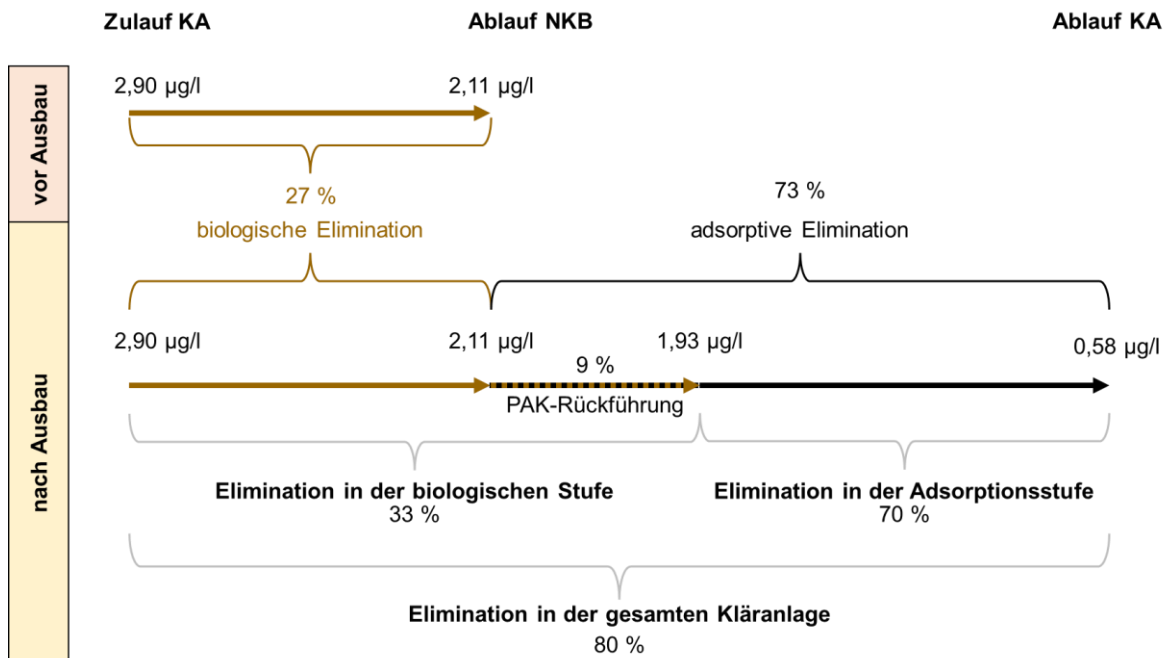 Zulauf KA
Ablauf NKB
Ablauf KA
vor Ausbau
2,90 µg/l
2,11 µg/l
27 %
biologische Elimination
73 %
adsorptive Elimination
nach Ausbau
2,90 µg/l
2,11 µg/l
1,93 µg/l
0,58 µg/l
9 %
PAK-Rückführung
Elimination in der biologischen Stufe
33 %
Elimination in der Adsorptionsstufe
70 %
Elimination in der gesamten Kläranlage
80 %